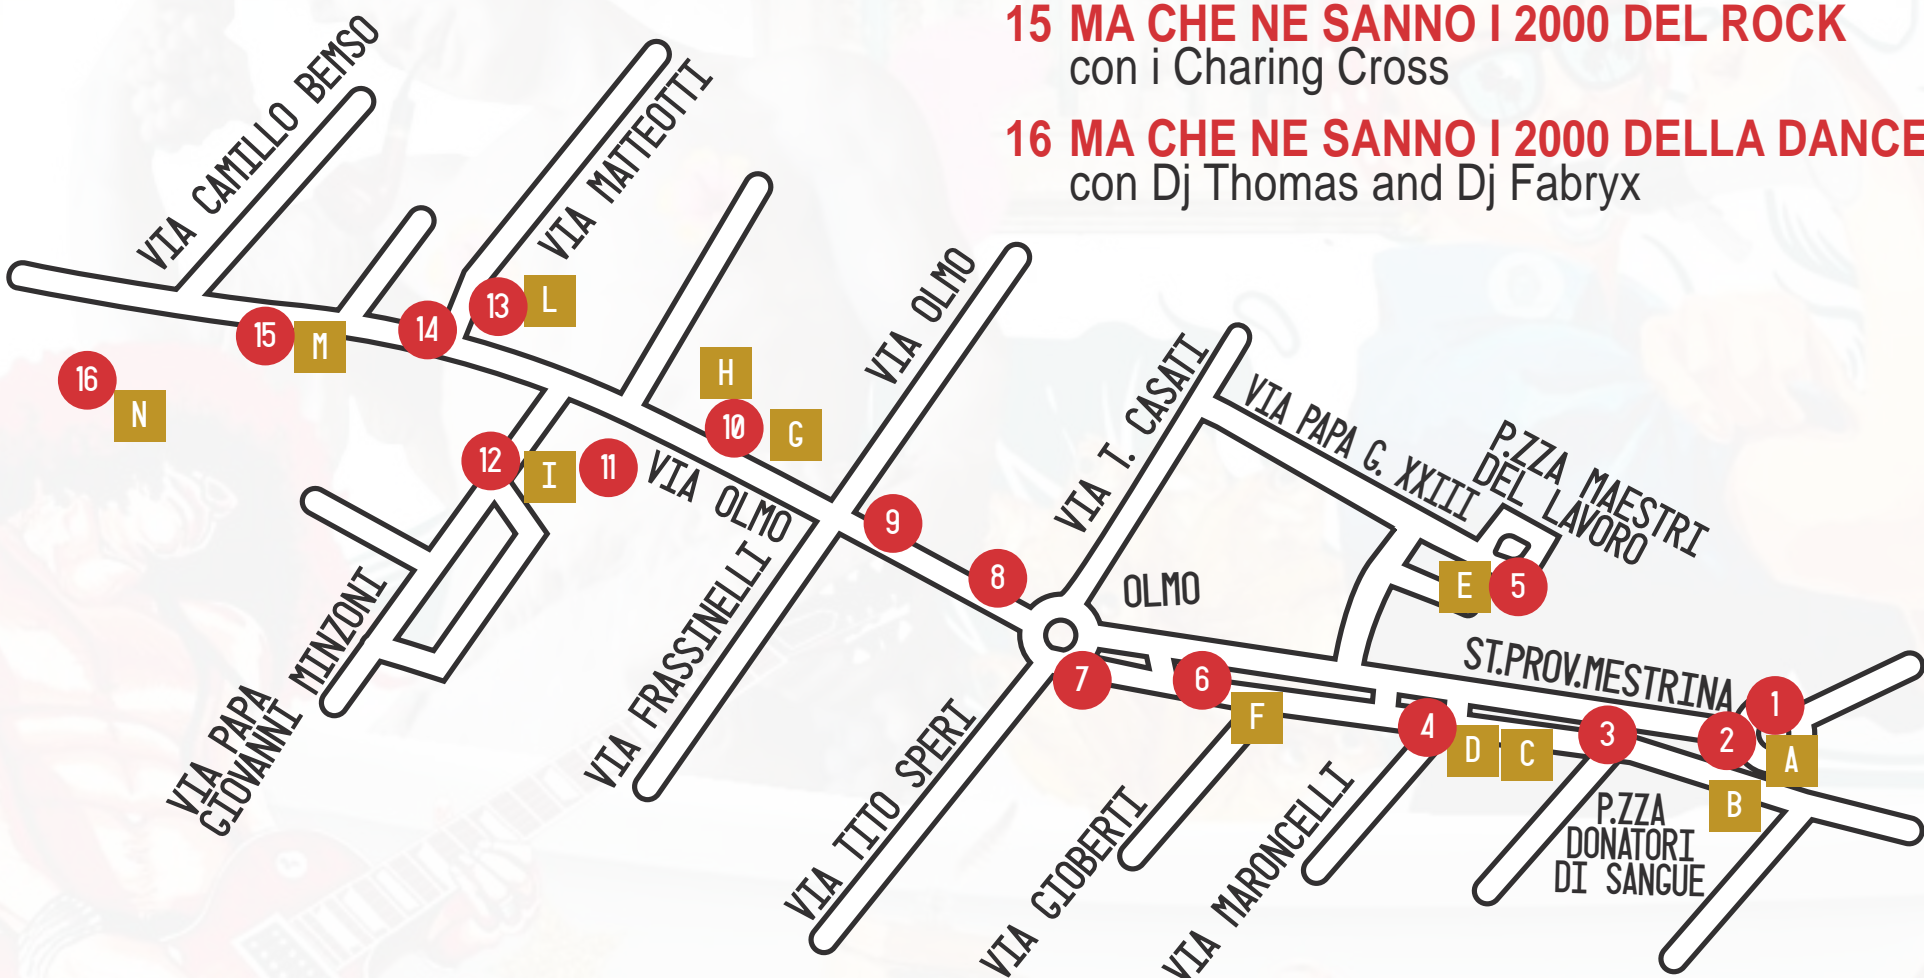 15 MA CHE NE SANNO I 2000 DEL ROCK
con i Charing Cross
16 MA CHE NE SANNO I 2000 DELLA DANCE
con Dj Thomas and Dj Fabryx
VIA CAMILLO BEMSO
VIA MATTEOTTI
VIA OLMO
VIA T. CASATI
VIA PAPA G. XXIII
P.ZZA MAESTRI
DEL LAVORO
13
L
15
M
14
16
N
H
10
G
12
I
11
VIA OLMO
9
8
OLMO
E
5
ST.PROV.MESTRINA
VIA PAPA
GIOVANNI MINZONI
VIA FRASSINELLI
7
6
F
4
D
C
3
2
1
A
B
VIA TITO SPERI
VIA GIOBERTI
VIA MARONCELLI
P.ZZA
DONATORI
DI SANGUE